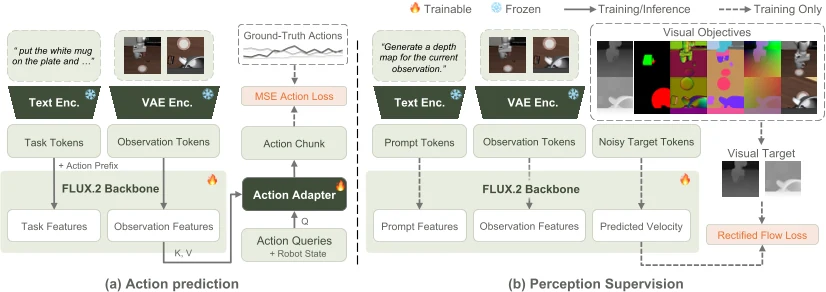 Trainable
Frozen
Training/Inference
Training Only
“ put the white mug
on the plate and …”
Text Enc.
VAE Enc.
Task Tokens
Observation Tokens
+ Action Prefix
FLUX.2 Backbone
Task Features
Observation Features
K, V
Ground-Truth Actions
MSE Action Loss
Action Chunk
Action Adapter
Q
Action Queries
+ Robot State
(a) Action prediction
“Generate a depth
map for the current
observation.”
Text Enc.
VAE Enc.
Visual Objectives
Prompt Tokens
Observation Tokens
Noisy Target Tokens
FLUX.2 Backbone
Prompt Features
Observation Features
Predicted Velocity
Visual Target
Rectified Flow Loss
(b) Perception Supervision